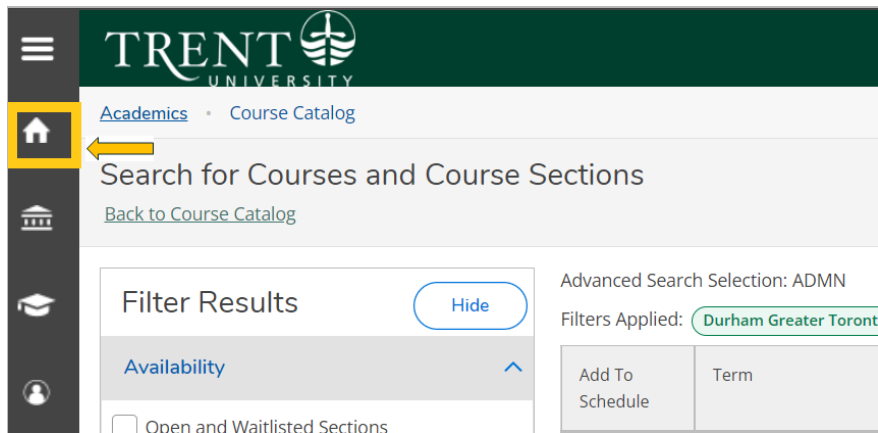 TRENT
UNIVERSITY
Academics • Course Catalog
Search for Courses and Course Sections
Back to Course Catalog
Filter Results
Hide
Availability
Open and Waitlisted Sections
Advanced Search Selection: ADMN
Filters Applied: Durham Greater Toront
Add To
Schedule
Term